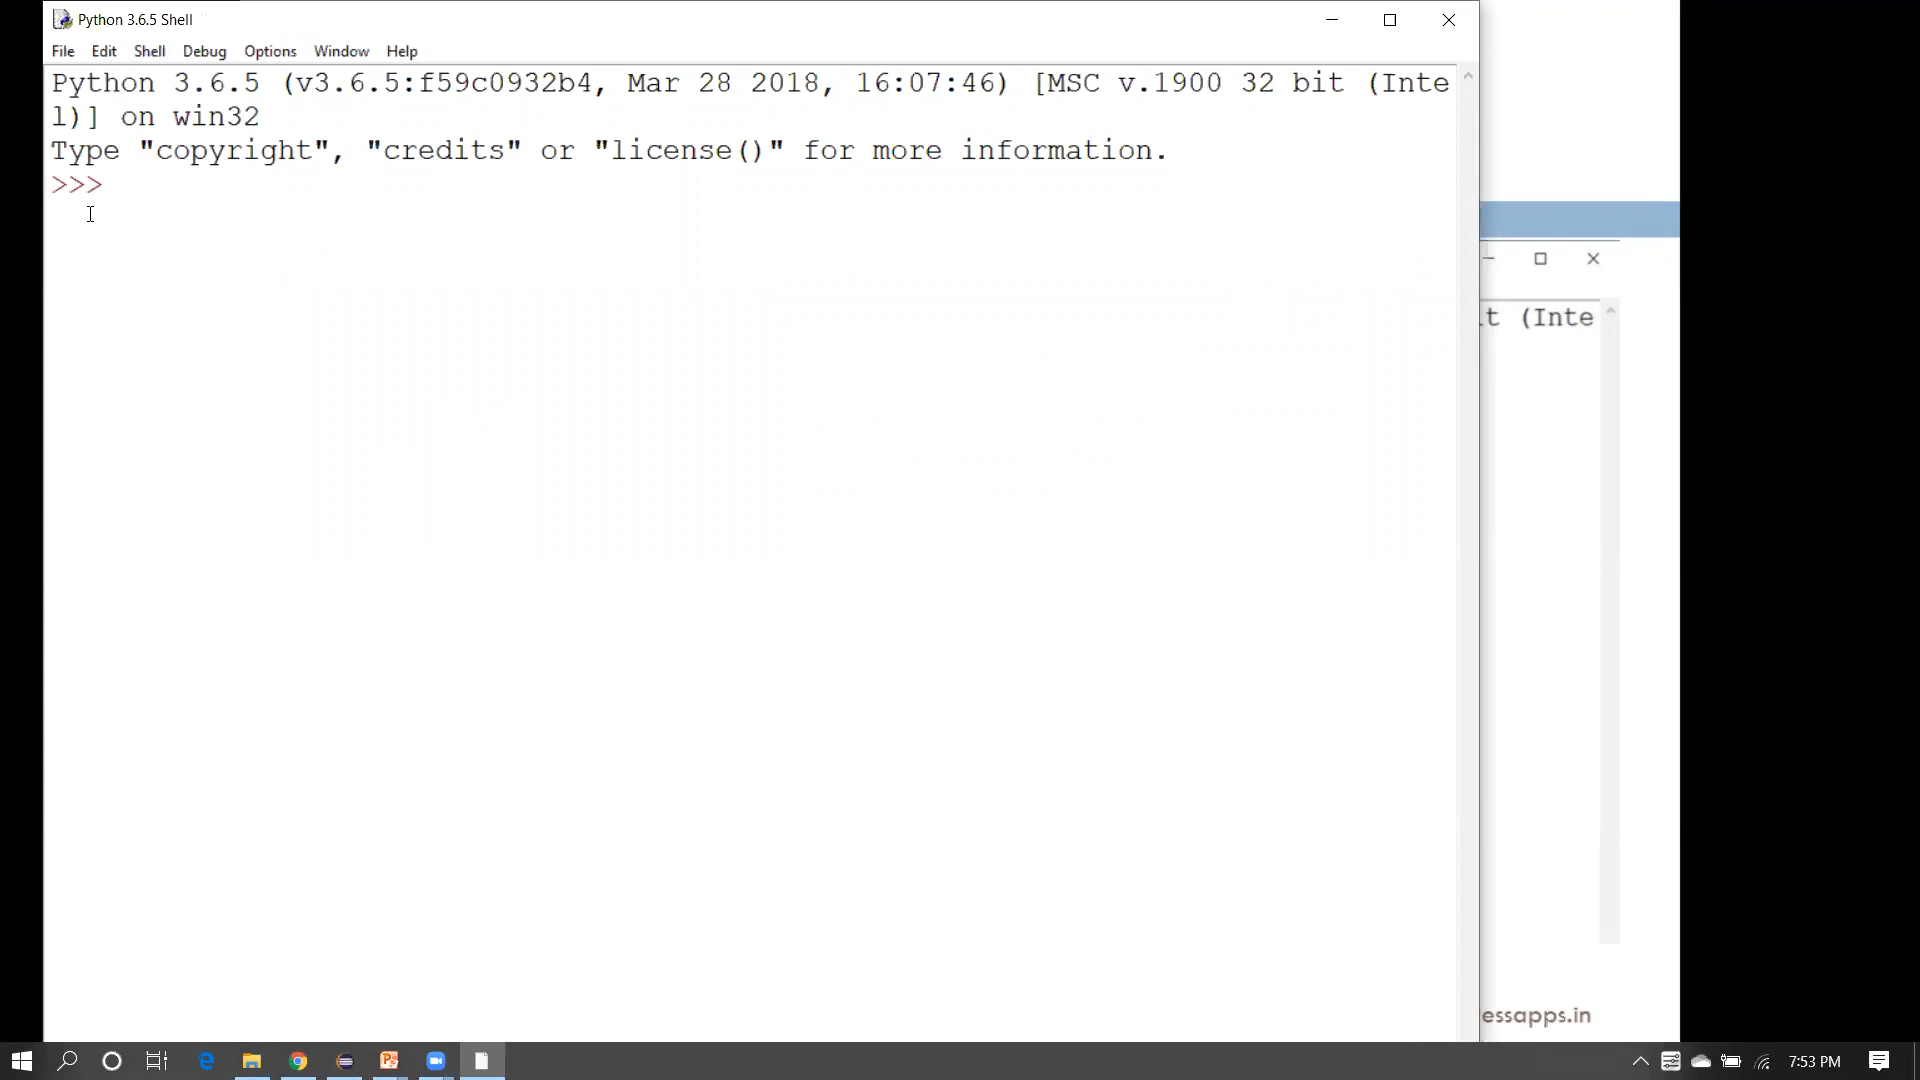 Python 3.6.5 Shell
File Edit Shell Debug Options Window Help
Python 3.6.5 (v3.6.5:f59c0932b4, Mar 28 2018, 16:07:46) [MSC v.1900 32 bit (Inte
l)] on win32
Type "copyright", "credits" or "license()" for more information.
>>>
t (Inte
essapps.in
7:53 PM